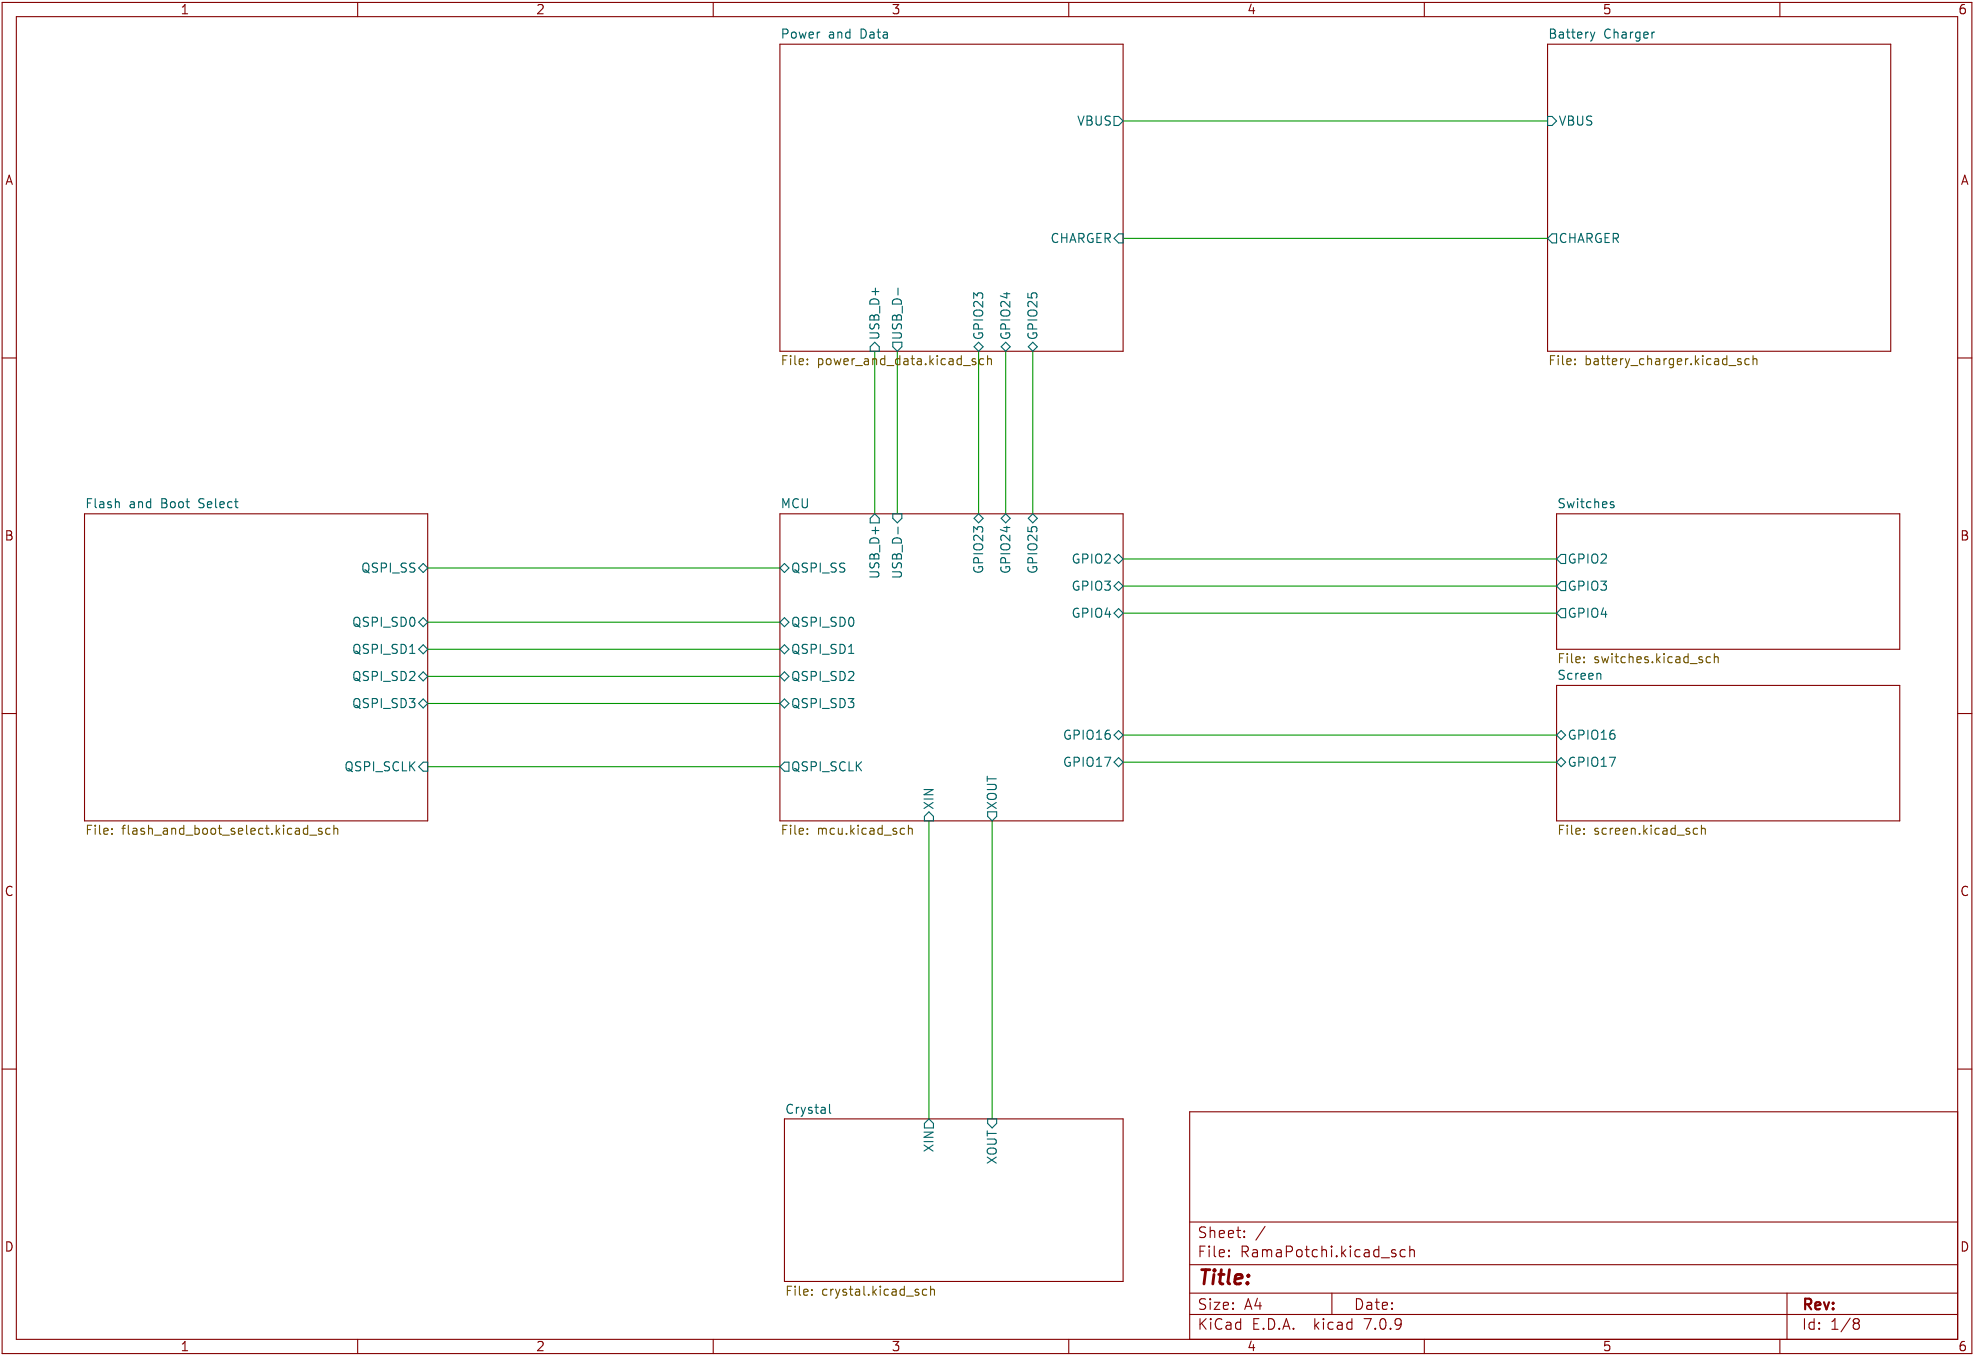 1 2 3 4 5 6
Power and Data
Battery Charger
VBUS
VBUS
A
A
CHARGER
CHARGER
USB_D+
USB_D-
GPIO23
GPIO24
GPIO25
File: power_and_data.kicad_sch
File: battery_charger.kicad_sch
Flash and Boot Select
MCU
Switches
B
B
USB_D+
USB_D-
GPIO23
GPIO24
GPIO25
QSPI_SS
QSPI_SS
GPIO2
GPIO2
GPIO3
GPIO3
GPIO4
GPIO4
QSPI_SD0
QSPI_SD0
QSPI_SD1
QSPI_SD1
QSPI_SD2
QSPI_SD2
QSPI_SD3
QSPI_SD3
File: switches.kicad_sch
Screen
GPIO16
GPIO16
GPIO17
GPIO17
QSPI_SCLK
QSPI_SCLK
XIN
XOUT
File: flash_and_boot_select.kicad_sch
File: mcu.kicad_sch
File: screen.kicad_sch
C
C
Crystal
XIN
XOUT
File: crystal.kicad_sch
D
D
Sheet: /
File: RamaPotchi.kicad_sch
Title:
Size: A4
Date:
Rev:
KiCad E.D.A. kicad 7.0.9
Id: 1/8
1 2 3 4 5 6